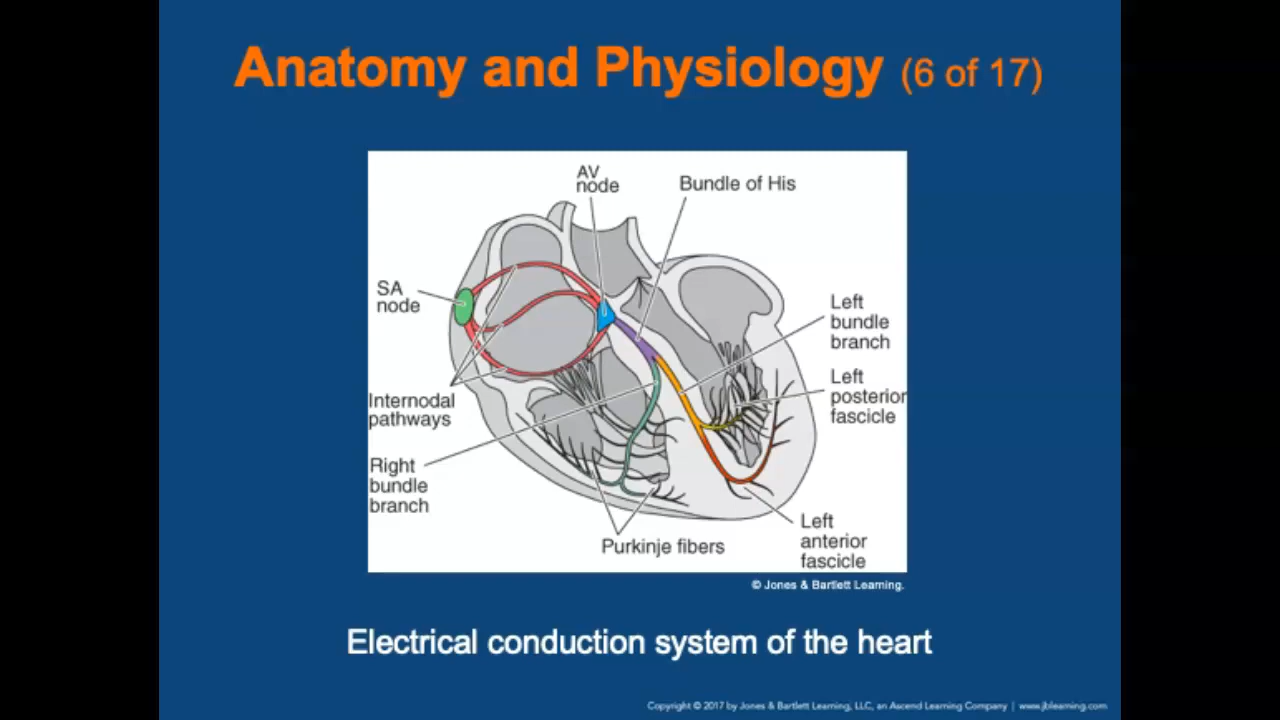 Anatomy and Physiology (6 of 17)
AV
node
Bundle of His
SA
node
Left
bundle
branch
Left
posterior
fascicle
Internodal
pathways
Right
bundle
branch
Purkinje fibers
Left
anterior
fascicle
© Jones & Bartlett Learning.
Electrical conduction system of the heart
Copyright © 2017 by Jones & Bartlett Learning, LLC, an Ascend Learning Company | www.jblearning.com